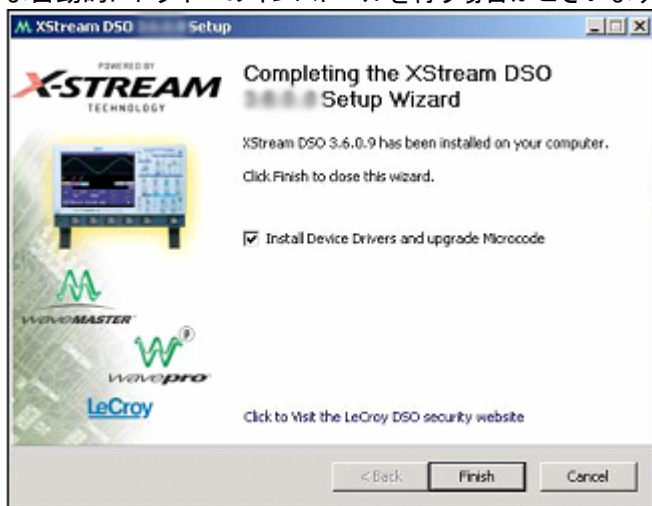 XStream DSO Setup
POWERED BY
X-STREAM
TECHNOLOGY
Completing the XStream DSO
Setup Wizard
XStream DSO 3.6.0.9 has been installed on your computer.
Click Finish to close this wizard.
Install Device Drivers and upgrade Microcode
WAVEMASTER
wavepro
LeCroy
Click to Visit the LeCroy DSO security website
< Back
Finish
Cancel